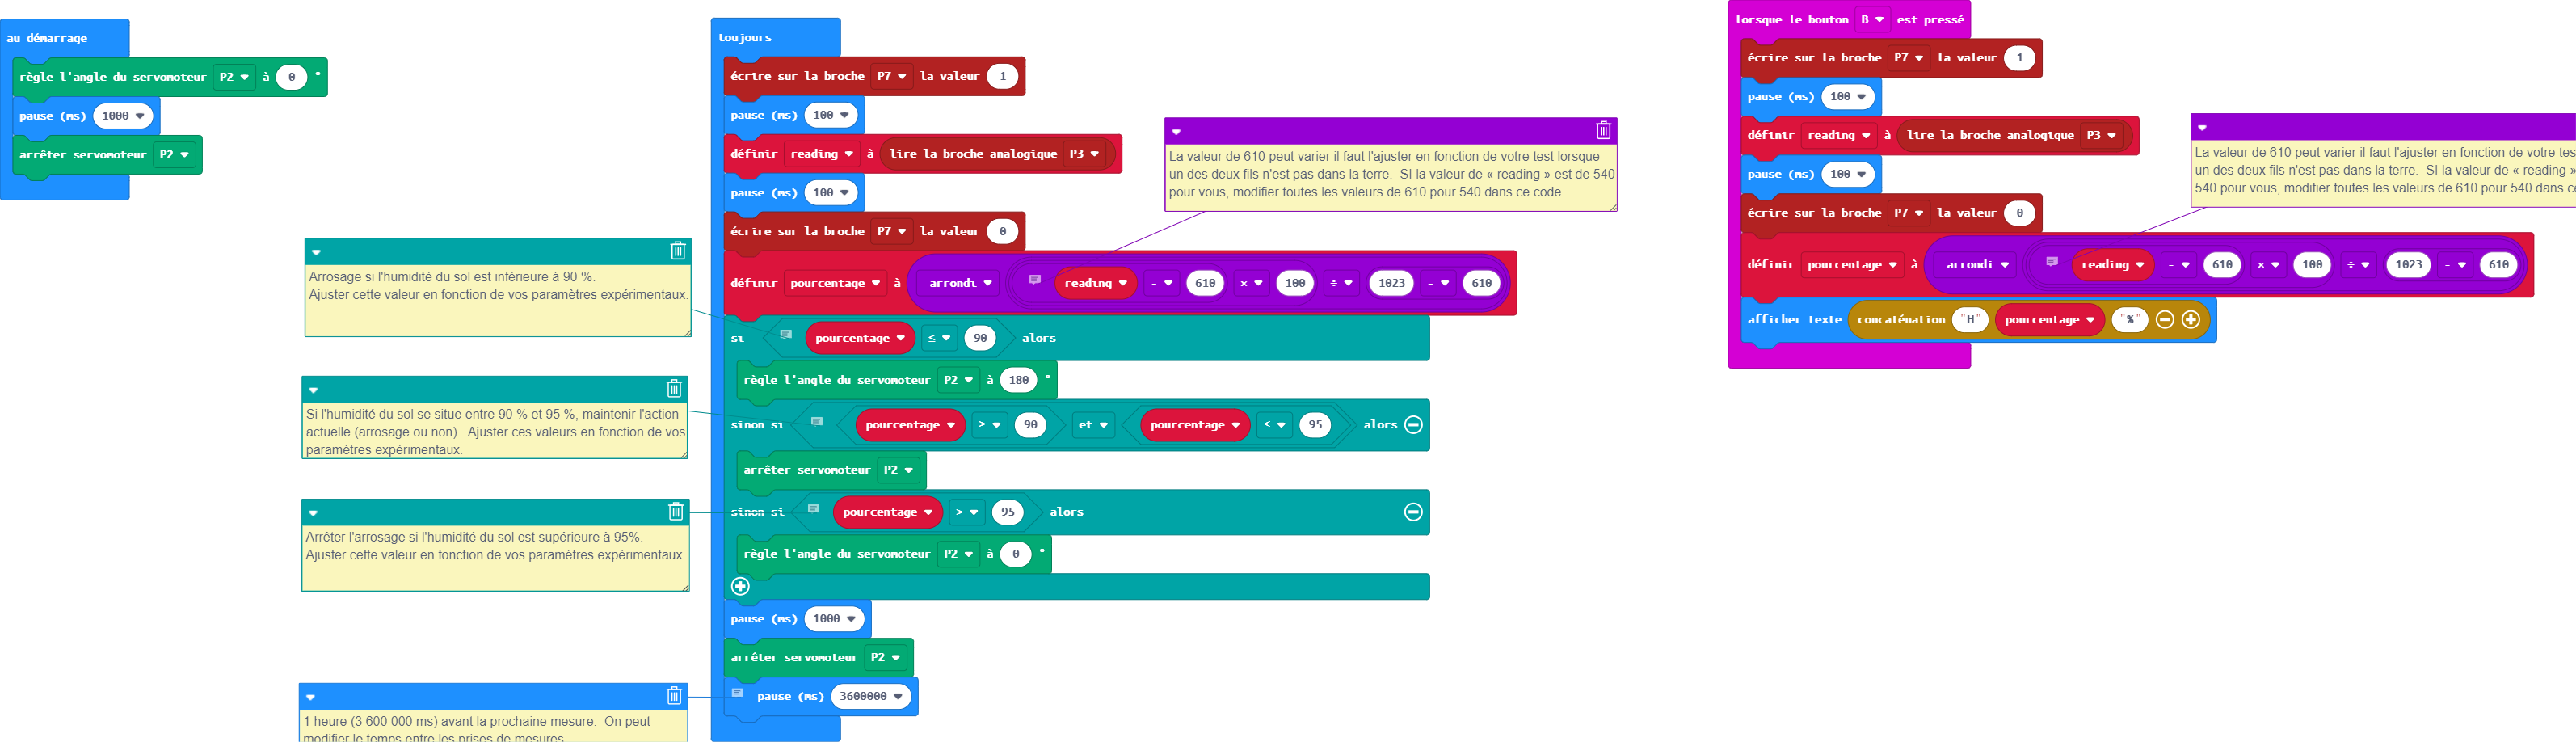 au démarrage
règle l'angle du servomoteur P2 à 0 °
pause (ms) 1000
arrêter servomoteur P2
Arrosage si l'humidité du sol est inférieure à 90 %.
Ajuster cette valeur en fonction de vos paramètres expérimentaux.
Si l'humidité du sol se situe entre 90 % et 95 %, maintenir l'action
actuelle (arrosage ou non). Ajuster ces valeurs en fonction de vos
paramètres expérimentaux.
Arrêter l'arrosage si l'humidité du sol est supérieure à 95%.
Ajuster cette valeur en fonction de vos paramètres expérimentaux.
1 heure (3 600 000 ms) avant la prochaine mesure. On peut
modifier le temps entre les prises de mesures.
toujours
écrire sur la broche P7 la valeur 1
pause (ms) 100
définir reading à lire la broche analogique P3
pause (ms) 100
écrire sur la broche P7 la valeur 0
définir pourcentage à arrondi reading - 610 × 100 ÷ 1023 - 610
si pourcentage ≤ 90 alors
règle l'angle du servomoteur P2 à 180 °
sinon si pourcentage ≥ 90 et pourcentage ≤ 95 alors
arrêter servomoteur P2
sinon si pourcentage > 95 alors
règle l'angle du servomoteur P2 à 0 °
pause (ms) 1000
arrêter servomoteur P2
pause (ms) 3600000
La valeur de 610 peut varier il faut l'ajuster en fonction de votre test lorsque
un des deux fils n'est pas dans la terre. SI la valeur de « reading » est de 540
pour vous, modifier toutes les valeurs de 610 pour 540 dans ce code.
lorsque le bouton B est pressé
écrire sur la broche P7 la valeur 1
pause (ms) 100
définir reading à lire la broche analogique P3
pause (ms) 100
écrire sur la broche P7 la valeur 0
définir pourcentage à arrondi reading - 610 × 100 ÷ 1023 - 610
afficher texte concaténation "H" pourcentage "%"
La valeur de 610 peut varier il faut l'ajuster en fonction de votre tes
un des deux fils n'est pas dans la terre. SI la valeur de « reading »
540 pour vous, modifier toutes les valeurs de 610 pour 540 dans c